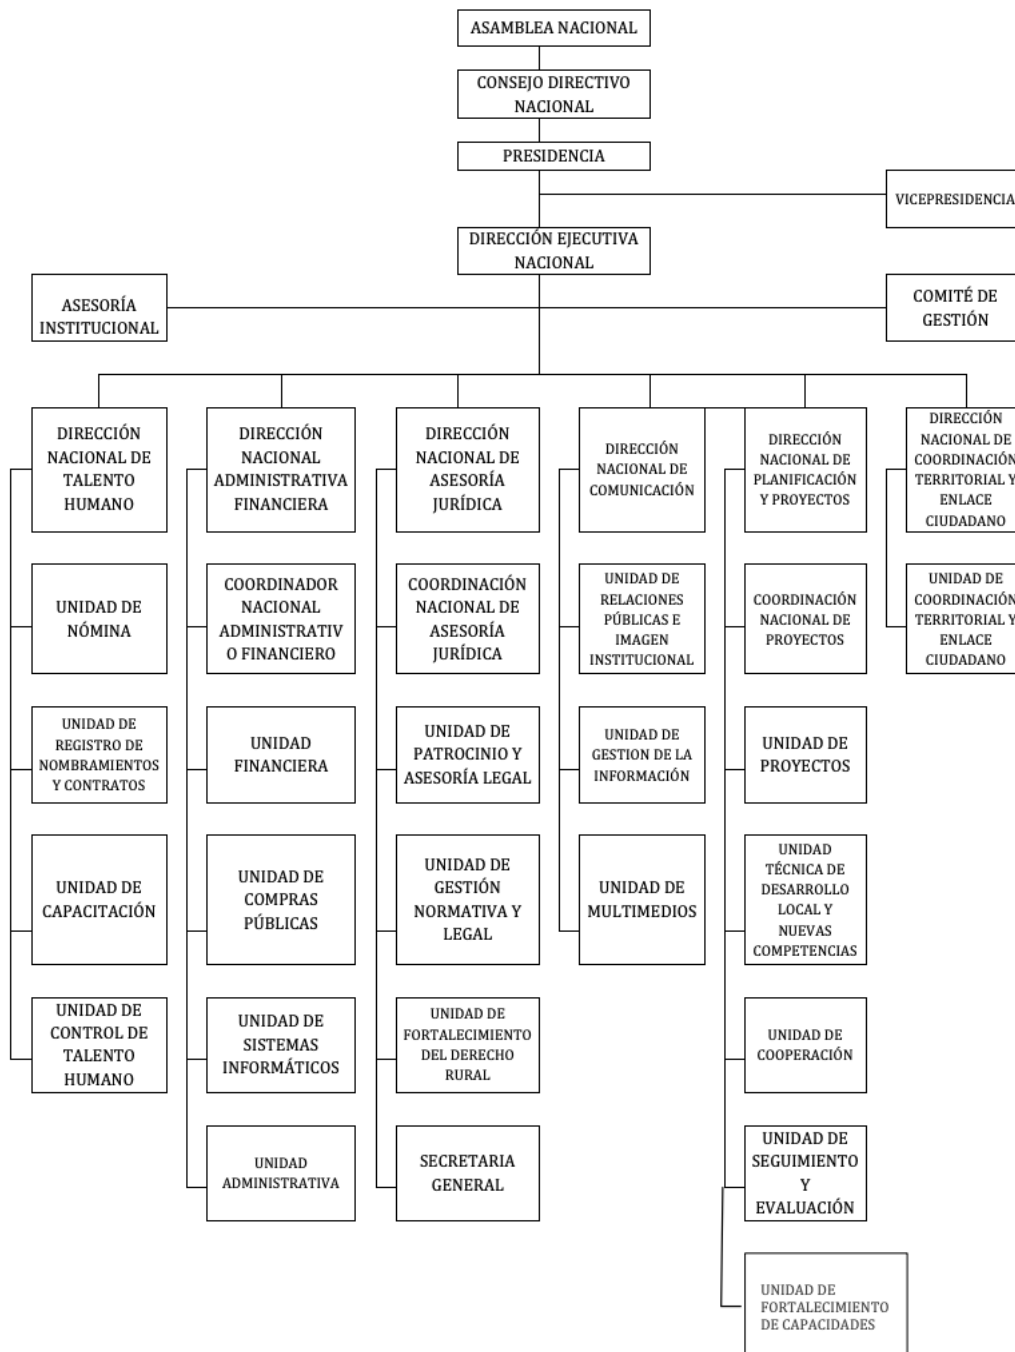 ASAMBLEA NACIONAL
CONSEJO DIRECTIVO
NACIONAL
PRESIDENCIA
VICEPRESIDENCIA
DIRECCIÓN EJECUTIVA
NACIONAL
ASESORÍA
INSTITUCIONAL
COMITÉ DE
GESTIÓN
DIRECCIÓN
NACIONAL DE
TALENTO
HUMANO
DIRECCIÓN
NACIONAL
ADMINISTRATIVA
FINANCIERA
DIRECCIÓN
NACIONAL DE
ASESORÍA
JURÍDICA
DIRECCIÓN
NACIONAL DE
COMUNICACIÓN
DIRECCIÓN
NACIONAL DE
PLANIFICACIÓN
Y PROYECTOS
DIRECCIÓN
NACIONAL DE
COORDINACIÓN
TERRITORIAL Y
ENLACE
CIUDADANO
UNIDAD DE
NÓMINA
COORDINADOR
NACIONAL
ADMINISTRATIV
O FINANCIERO
COORDINACIÓN
NACIONAL DE
ASESORÍA
JURÍDICA
UNIDAD DE
RELACIONES
PÚBLICAS E
IMAGEN
INSTITUCIONAL
COORDINACIÓN
NACIONAL DE
PROYECTOS
UNIDAD DE
COORDINACIÓN
TERRITORIAL Y
ENLACE
CIUDADANO
UNIDAD DE
REGISTRO DE
NOMBRAMIENTOS
Y CONTRATOS
UNIDAD
FINANCIERA
UNIDAD DE
PATROCINIO Y
ASESORÍA LEGAL
UNIDAD DE
GESTION DE LA
INFORMACIÓN
UNIDAD DE
PROYECTOS
UNIDAD DE
CAPACITACIÓN
UNIDAD DE
COMPRAS
PÚBLICAS
UNIDAD DE
GESTIÓN
NORMATIVA Y
LEGAL
UNIDAD DE
MULTIMEDIOS
UNIDAD
TÉCNICA DE
DESARROLLO
LOCAL Y
NUEVAS
COMPETENCIAS
UNIDAD DE
CONTROL DE
TALENTO
HUMANO
UNIDAD DE
SISTEMAS
INFORMÁTICOS
UNIDAD DE
FORTALECIMIENTO
DEL DERECHO
RURAL
UNIDAD DE
COOPERACIÓN
UNIDAD
ADMINISTRATIVA
SECRETARIA
GENERAL
UNIDAD DE
SEGUIMIENTO
Y
EVALUACIÓN
UNIDAD DE
FORTALECIMIENTO
DE CAPACIDADES